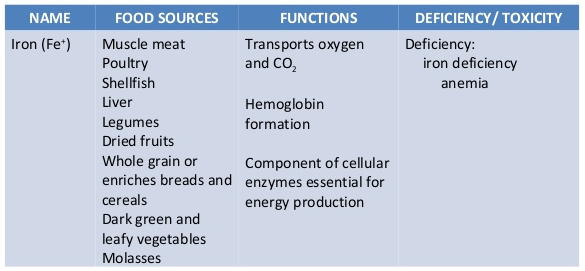 NAME
FOOD SOURCES
FUNCTIONS
DEFICIENCY/ TOXICITY
Iron (Fe⁺)
Muscle meat
Poultry
Shellfish
Liver
Legumes
Dried fruits
Whole grain or
enriches breads and
cereals
Dark green and
leafy vegetables
Molasses
Transports oxygen
and CO₂
Hemoglobin
formation
Component of cellular
enzymes essential for
energy production
Deficiency:
iron deficiency
anemia